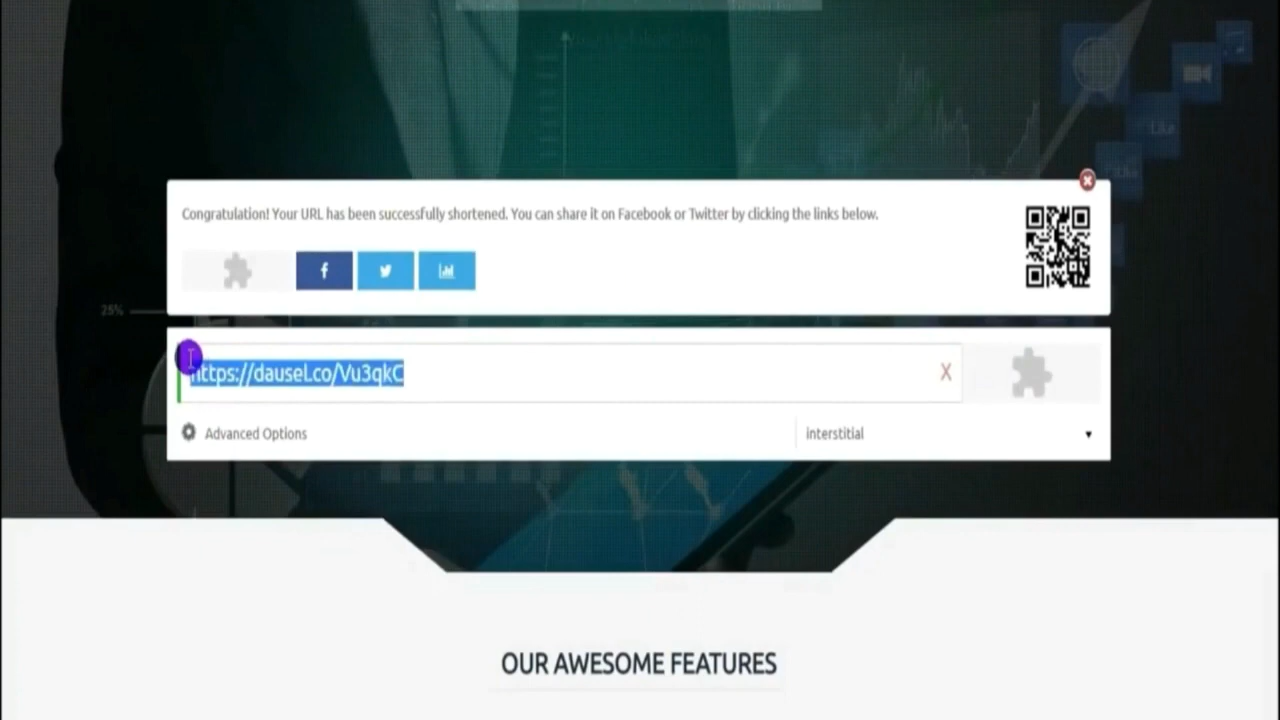 Congratulation! Your URL has been successfully shortened. You can share it on Facebook or Twitter by clicking the links below.
25%
https://dausel.co/Vu3qkC
X
Advanced Options
interstitial
OUR AWESOME FEATURES